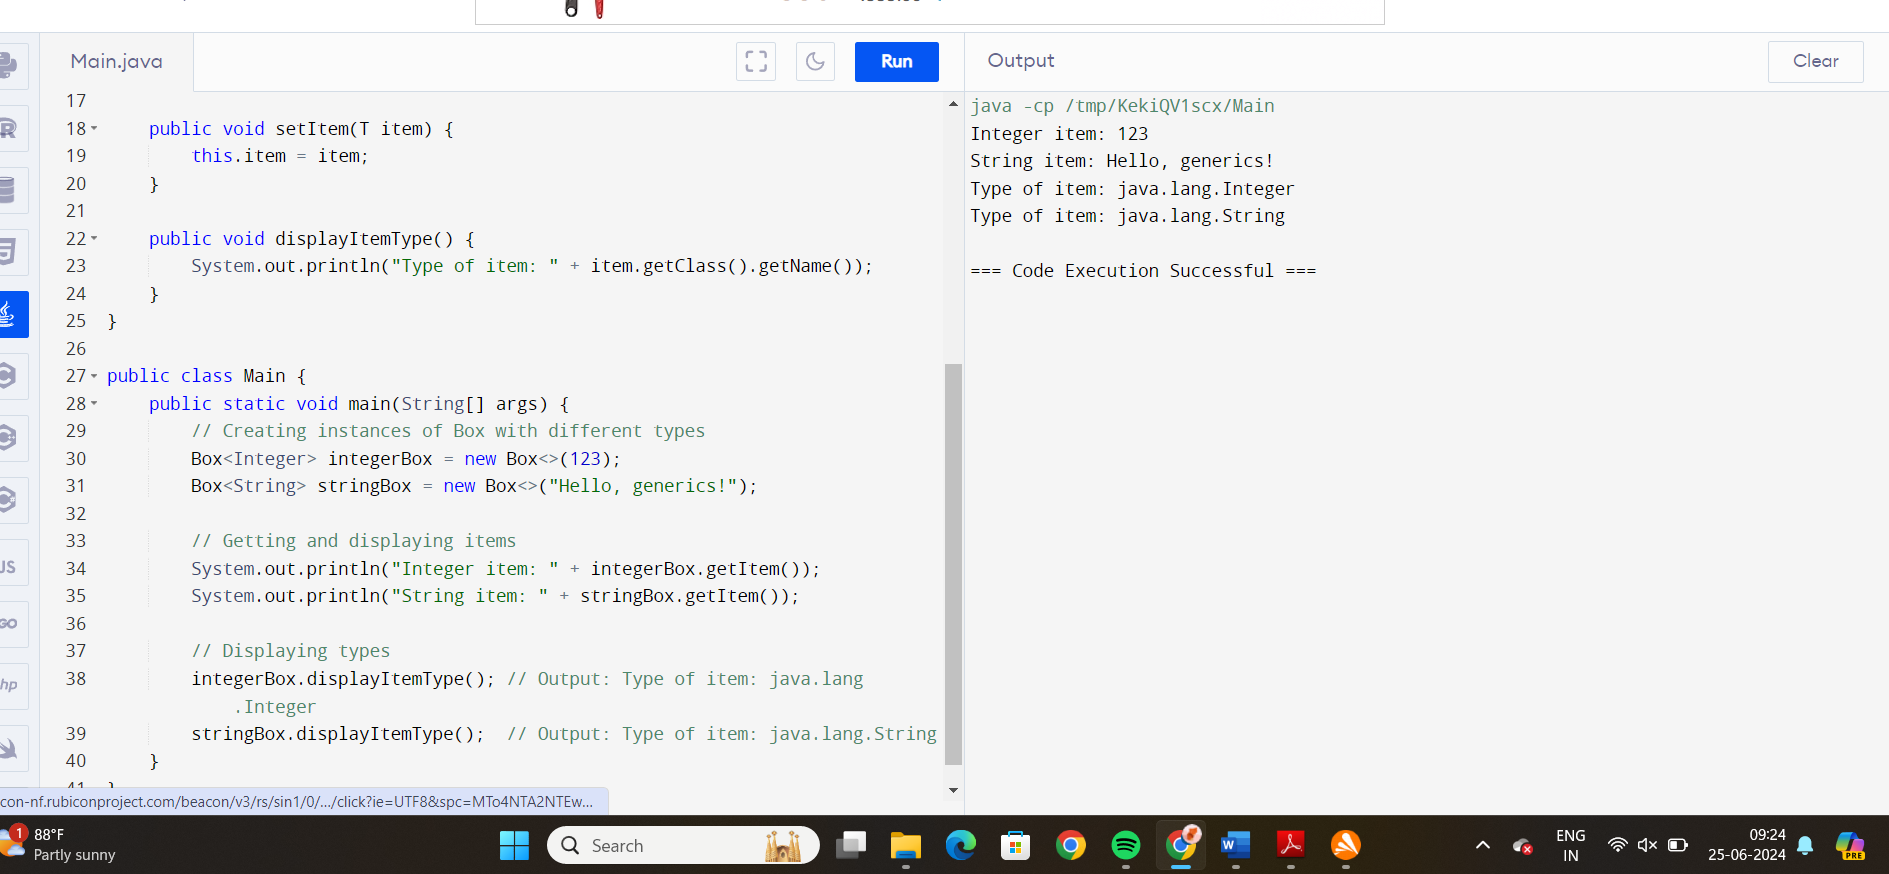 Main.java
Run
Output
Clear
17
18 public void setItem(T item) {
19 this.item = item;
20 }
21
22 public void displayItemType() {
23 System.out.println("Type of item: " + item.getClass().getName());
24 }
25 }
26
27 public class Main {
28 public static void main(String[] args) {
29 // Creating instances of Box with different types
30 Box<Integer> integerBox = new Box<>(123);
31 Box<String> stringBox = new Box<>("Hello, generics!");
32
33 // Getting and displaying items
34 System.out.println("Integer item: " + integerBox.getItem());
35 System.out.println("String item: " + stringBox.getItem());
36
37 // Displaying types
38 integerBox.displayItemType(); // Output: Type of item: java.lang
.Integer
39 stringBox.displayItemType();  // Output: Type of item: java.lang.String
40 }
41 }
java -cp /tmp/KekiQV1scx/Main
Integer item: 123
String item: Hello, generics!
Type of item: java.lang.Integer
Type of item: java.lang.String
=== Code Execution Successful ===
con-nf.rubiconproject.com/beacon/v3/rs/sin1/0/.../click?ie=UTF8&spc=MTo4NTA2NTEw...
1
88°F
Partly sunny
Search
PRE
ENG
IN
09:24
25-06-2024